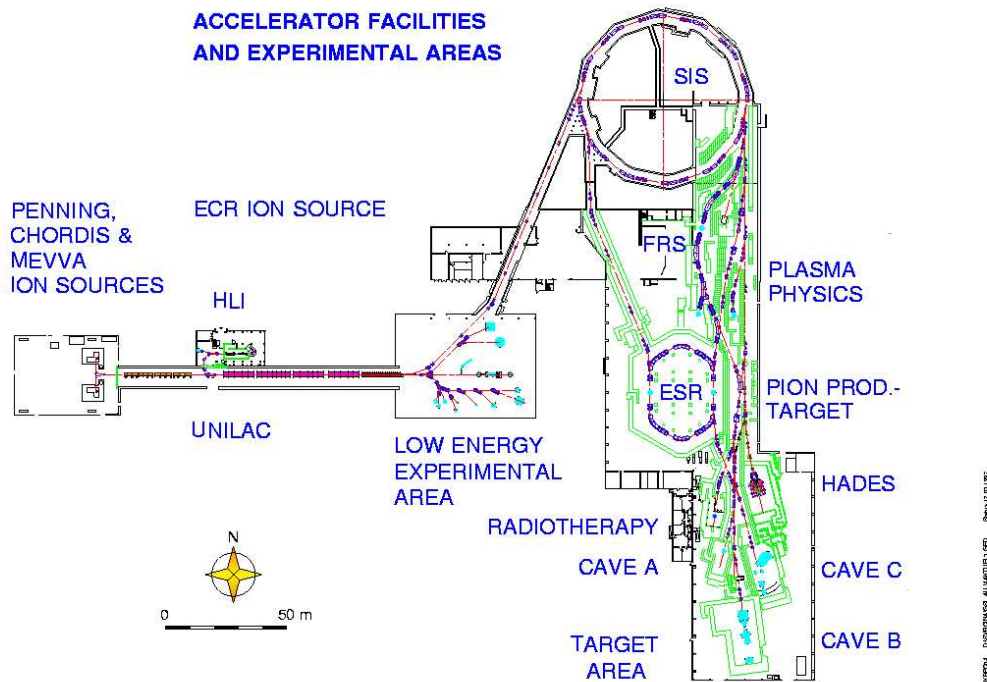 ACCELERATOR FACILITIES
AND EXPERIMENTAL AREAS
SIS
PENNING,
CHORDIS &
MEVVA
ION SOURCES
ECR ION SOURCE
FRS
PLASMA
PHYSICS
HLI
ESR
PION PROD.-
TARGET
UNILAC
LOW ENERGY
EXPERIMENTAL
AREA
HADES
RADIOTHERAPY
N
CAVE A
CAVE C
0 50 m
TARGET
AREA
CAVE B